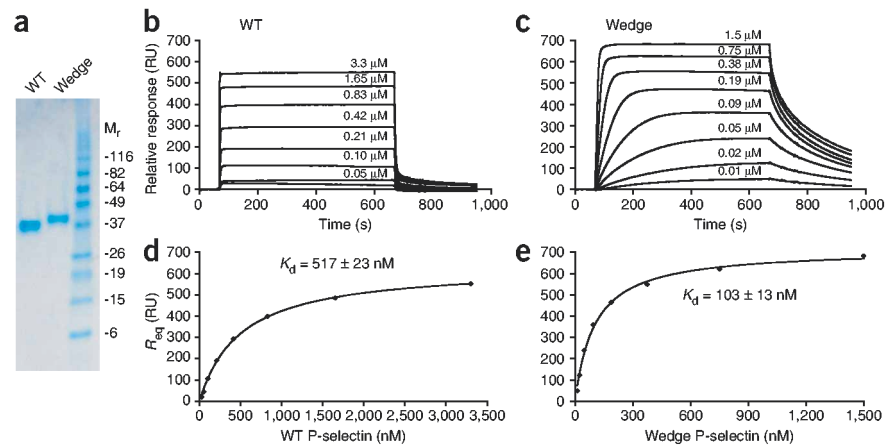 a
WT
Wedge
Mr
-116
-82
-64
-49
-37
-26
-19
-15
-6
b
WT
Relative response (RU)
700
600
500
400
300
200
100
0
3.3 μM
1.65 μM
0.83 μM
0.42 μM
0.21 μM
0.10 μM
0.05 μM
0 200 400 600 800 1,000
Time (s)
c
Wedge
700
600
500
400
300
200
100
0
1.5 μM
0.75 μM
0.38 μM
0.19 μM
0.09 μM
0.05 μM
0.02 μM
0.01 μM
0 200 400 600 800 1,000
Time (s)
d
Req (RU)
700
600
500
400
300
200
100
0
Kd = 517 ± 23 nM
0 500 1,000 1,500 2,000 2,500 3,000 3,500
WT P-selectin (nM)
e
700
600
500
400
300
200
100
0
Kd = 103 ± 13 nM
0 300 600 900 1,200 1,500
Wedge P-selectin (nM)